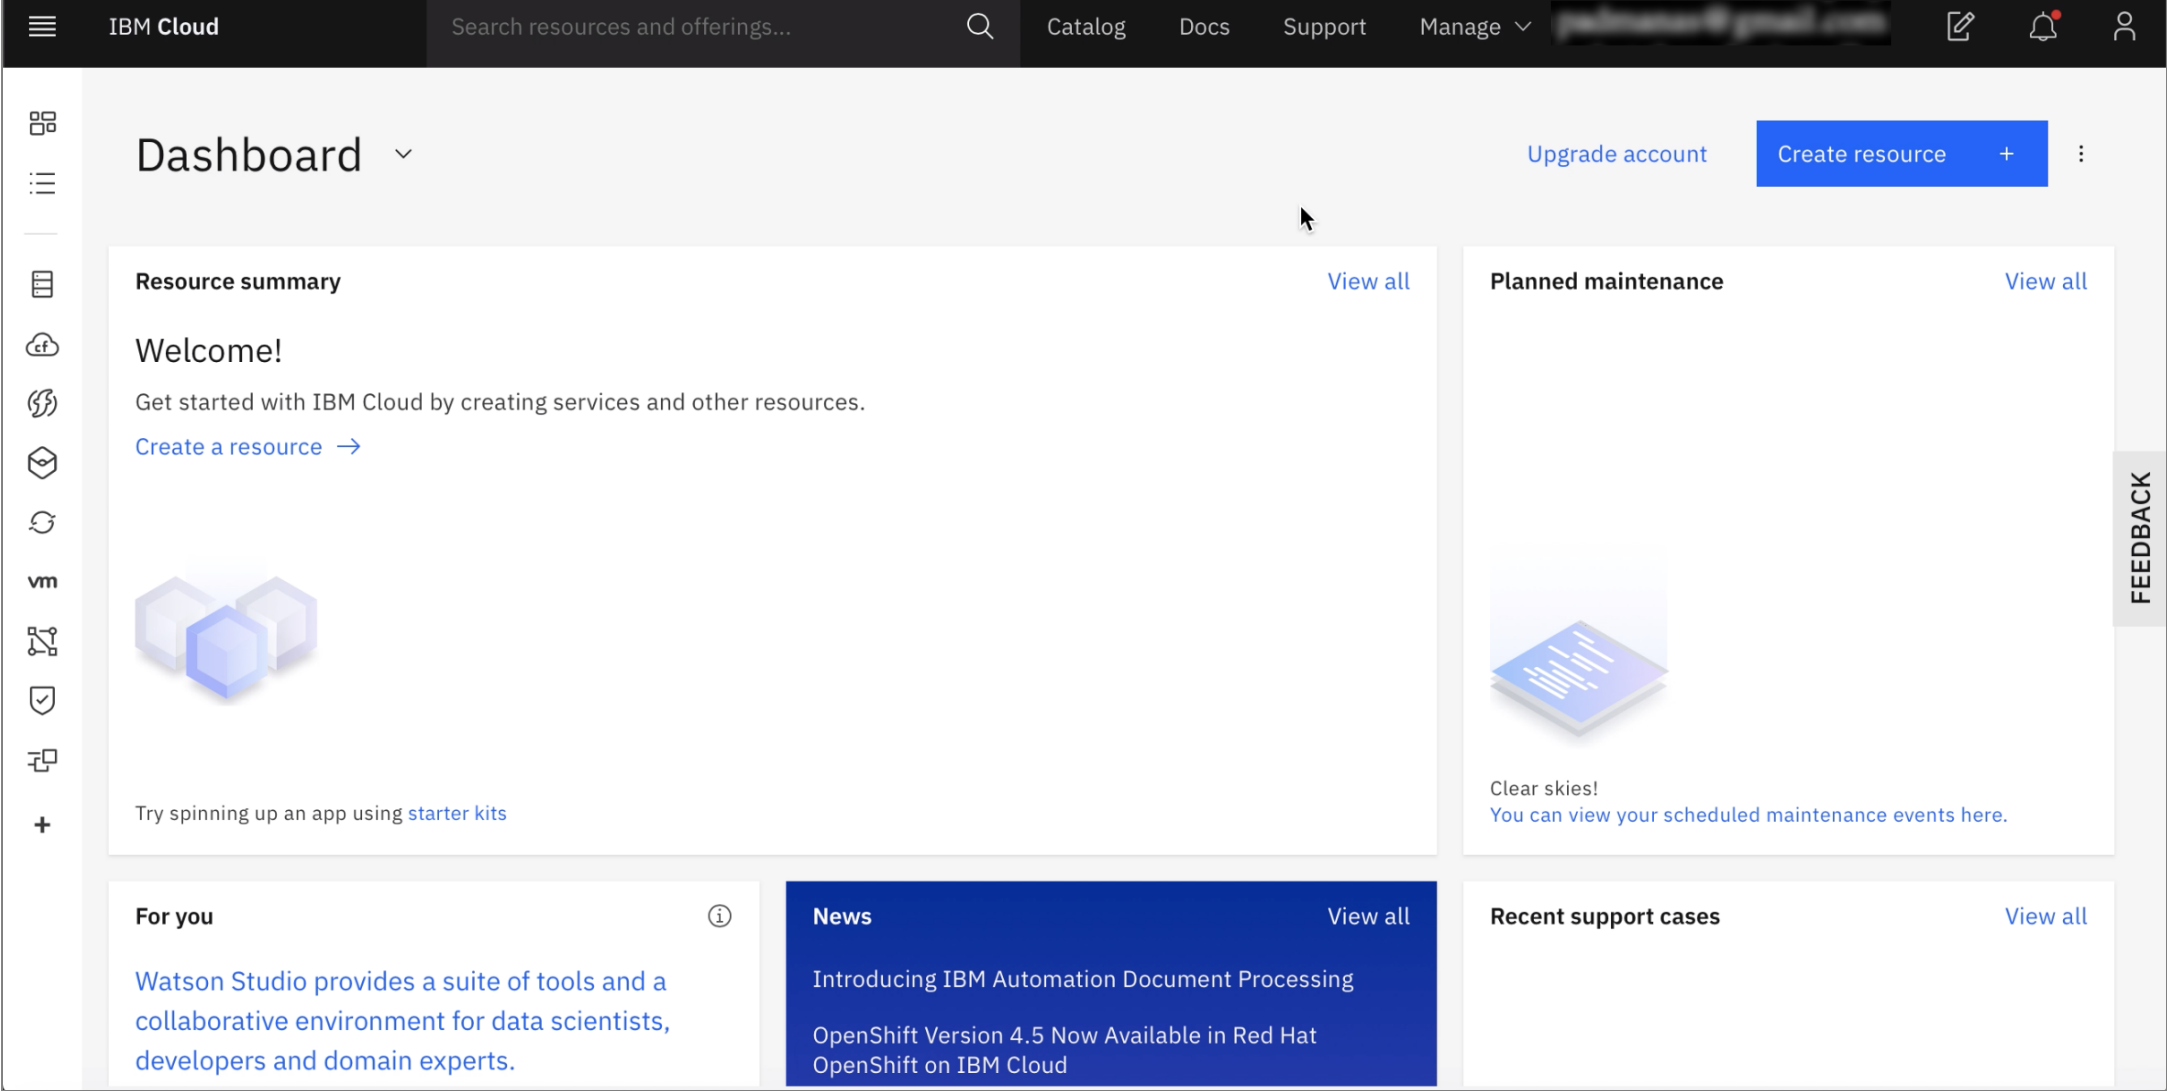 IBM Cloud
Search resources and offerings...
Catalog
Docs
Support
Manage
Dashboard
Upgrade account
Create resource +
Resource summary
View all
Welcome!
Get started with IBM Cloud by creating services and other resources.
Create a resource →
Try spinning up an app using starter kits
Planned maintenance
View all
Clear skies!
You can view your scheduled maintenance events here.
FEEDBACK
cf
vm
For you
Watson Studio provides a suite of tools and a
collaborative environment for data scientists,
developers and domain experts.
News
View all
Introducing IBM Automation Document Processing
OpenShift Version 4.5 Now Available in Red Hat
OpenShift on IBM Cloud
Recent support cases
View all